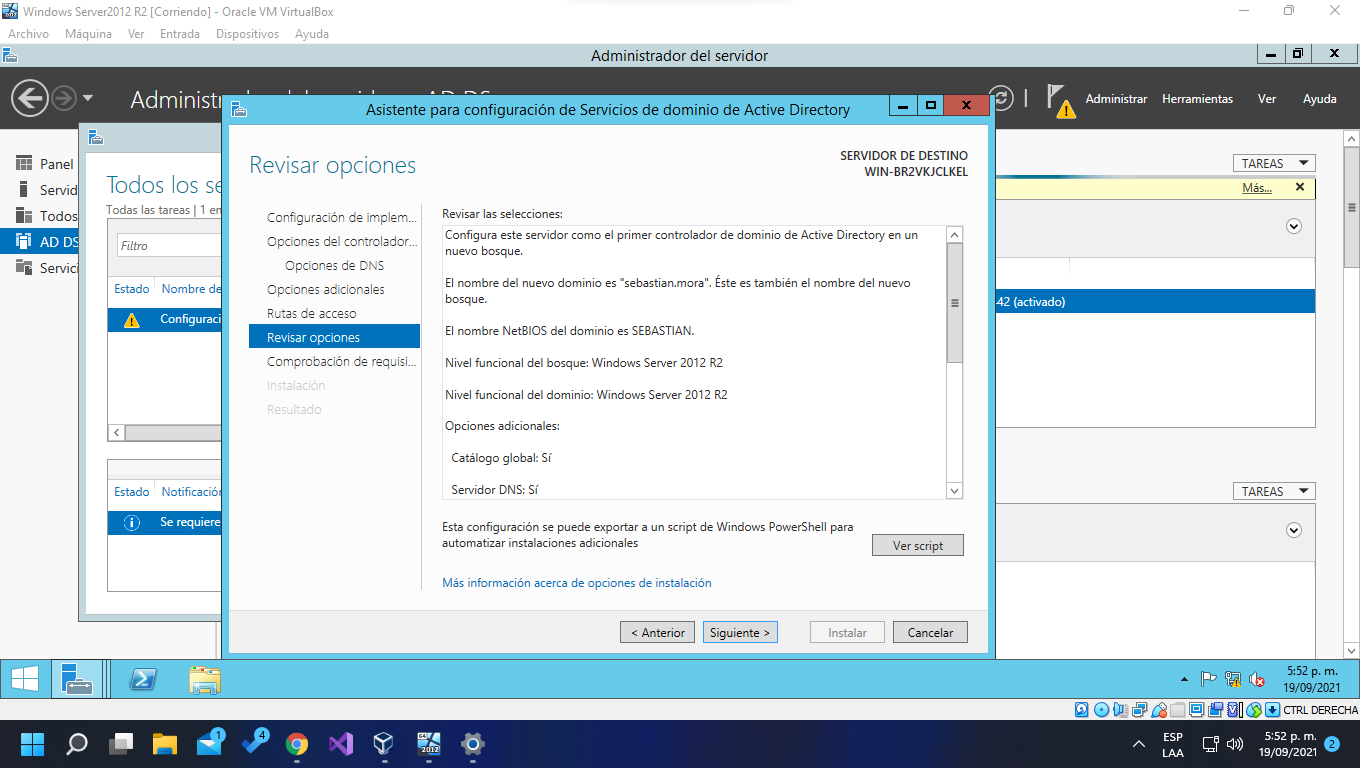 Windows Server2012 R2 [Corriendo] - Oracle VM VirtualBox
Archivo Máquina Ver Entrada Dispositivos Ayuda
Administrador del servidor
Administrar Herramientas Ver Ayuda
Asistente para configuración de Servicios de dominio de Active Directory
Revisar opciones
SERVIDOR DE DESTINO
WIN-BR2VKJCLKEL
Panel
Servid
Todos
AD DS
Servici
Todos los se
Todas las tareas | 1 en
Filtro
Estado Nombre de
Configuraci
Estado Notificación
Se requiere
Configuración de implem...
Opciones del controlador...
Opciones de DNS
Opciones adicionales
Rutas de acceso
Revisar opciones
Comprobación de requisi...
Instalación
Resultado
Revisar las selecciones:
Configura este servidor como el primer controlador de dominio de Active Directory en un
nuevo bosque.
El nombre del nuevo dominio es "sebastian.mora". Éste es también el nombre del nuevo
bosque.
El nombre NetBIOS del dominio es SEBASTIAN.
Nivel funcional del bosque: Windows Server 2012 R2
Nivel funcional del dominio: Windows Server 2012 R2
Opciones adicionales:
Catálogo global: Sí
Servidor DNS: Sí
Esta configuración se puede exportar a un script de Windows PowerShell para
automatizar instalaciones adicionales
Ver script
Más información acerca de opciones de instalación
< Anterior Siguiente > Instalar Cancelar
TAREAS
Más...
42 (activado)
TAREAS
5:52 p. m.
19/09/2021
CTRL DERECHA
1
4
2012
ESP
LAA
5:52 p. m.
19/09/2021
2